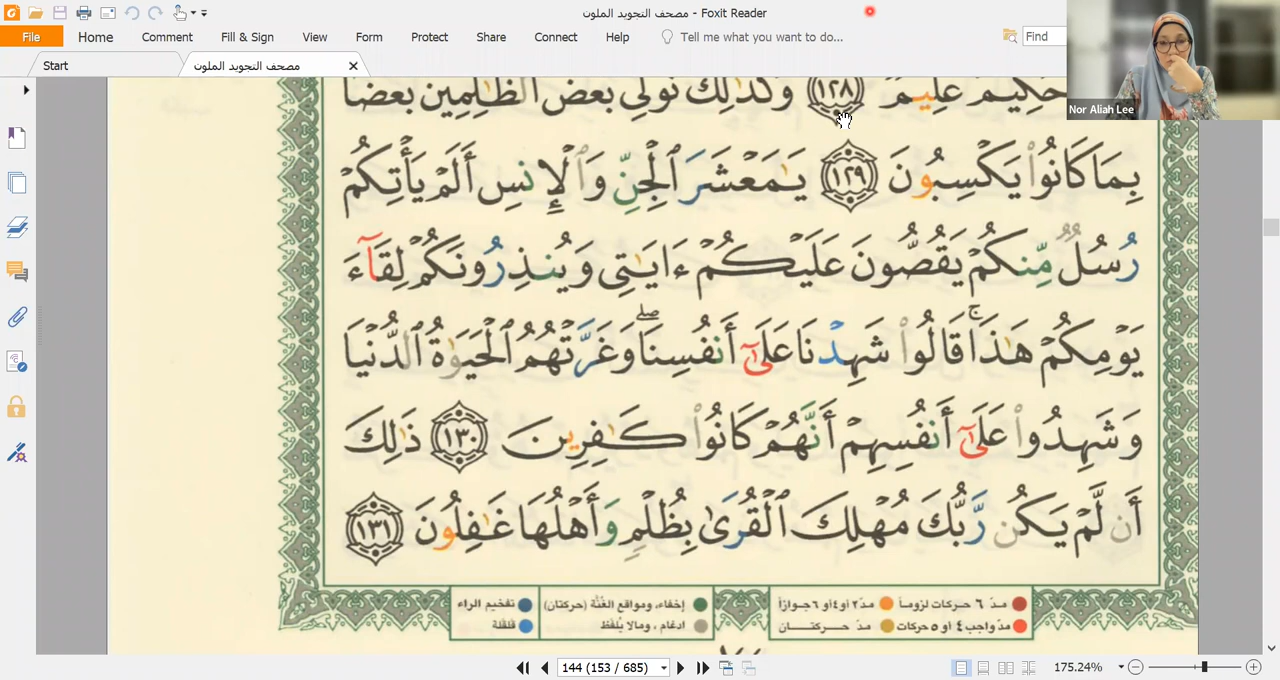 مصحف التجويد الملون - Foxit Reader
File Home Comment Fill & Sign View Form Protect Share Connect Help Tell me what you want to do... Find
Start مصحف التجويد الملون
Nor Aliah Lee
حَكِيمٌ عَلِيمٌ ١٢٨ وَكَذَٰلِكَ نُوَلِّى بَعْضَ ٱلظَّٰلِمِينَ بَعْضًا
بِمَا كَانُوا۟ يَكْسِبُونَ ١٢٩ يَٰمَعْشَرَ ٱلْجِنِّ وَٱلْإِنسِ أَلَمْ يَأْتِكُمْ
رُسُلٌ مِّنكُمْ يَقُصُّونَ عَلَيْكُمْ ءَايَٰتِى وَيُنذِرُونَكُمْ لِقَآءَ
يَوْمِكُمْ هَٰذَا ۚ قَالُوا۟ شَهِدْنَا عَلَىٰٓ أَنفُسِنَا ۖ وَغَرَّتْهُمُ ٱلْحَيَوٰةُ ٱلدُّنْيَا
وَشَهِدُوا۟ عَلَىٰٓ أَنفُسِهِمْ أَنَّهُمْ كَانُوا۟ كَٰفِرِينَ ١٣٠ ذَٰلِكَ
أَن لَّمْ يَكُن رَّبُّكَ مُهْلِكَ ٱلْقُرَىٰ بِظُلْمٍ وَأَهْلُهَا غَٰفِلُونَ ١٣١
مدّ ٦ حركات لزوماً مدّ ٢ أو ٤ أو ٦ جوازاً إخفاء، ومواقع الغُنَّة (حركتان) تفخيم الراء
مدّ واجب ٤ أو ٥ حركات مدّ حركتان ادغام، ومالا يُلفَظ قلقلة
144 (153 / 685) 175.24%